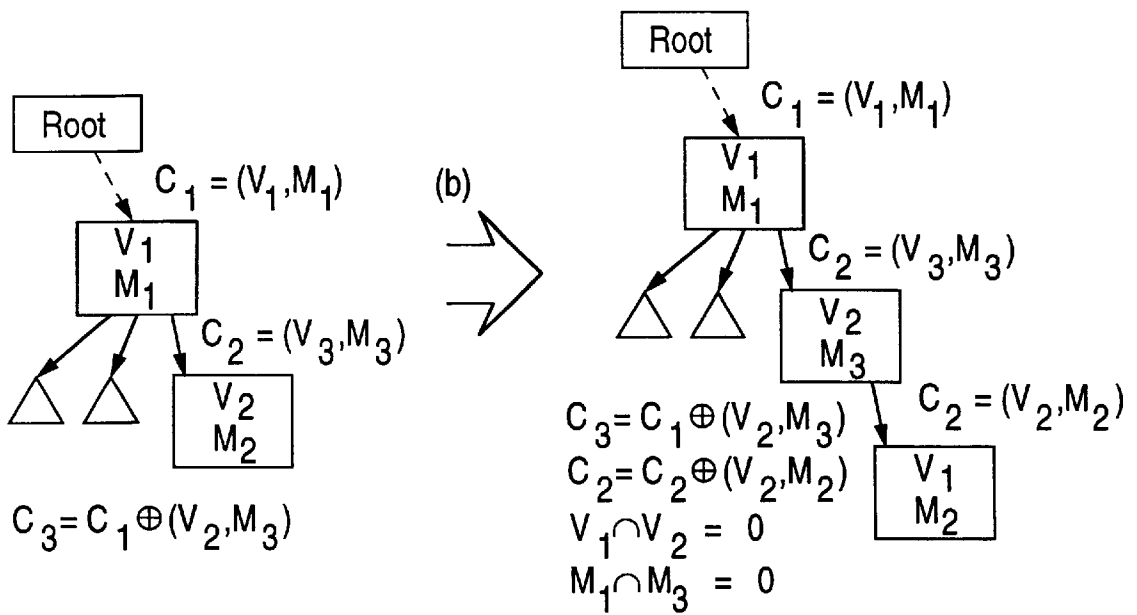 Root
C₁ = (V₁,M₁)
V₁
M₁
C₂ = (V₃,M₃)
V₂
M₂
C₃ = C₁ ⊕ (V₂,M₃)
(b)
Root
C₁ = (V₁,M₁)
V₁
M₁
C₂ = (V₃,M₃)
V₂
M₃
C₂ = (V₂,M₂)
V₁
M₂
C₃ = C₁ ⊕ (V₂,M₃)
C₂ = C₂ ⊕ (V₂,M₂)
V₁∩V₂ = 0
M₁∩M₃ = 0